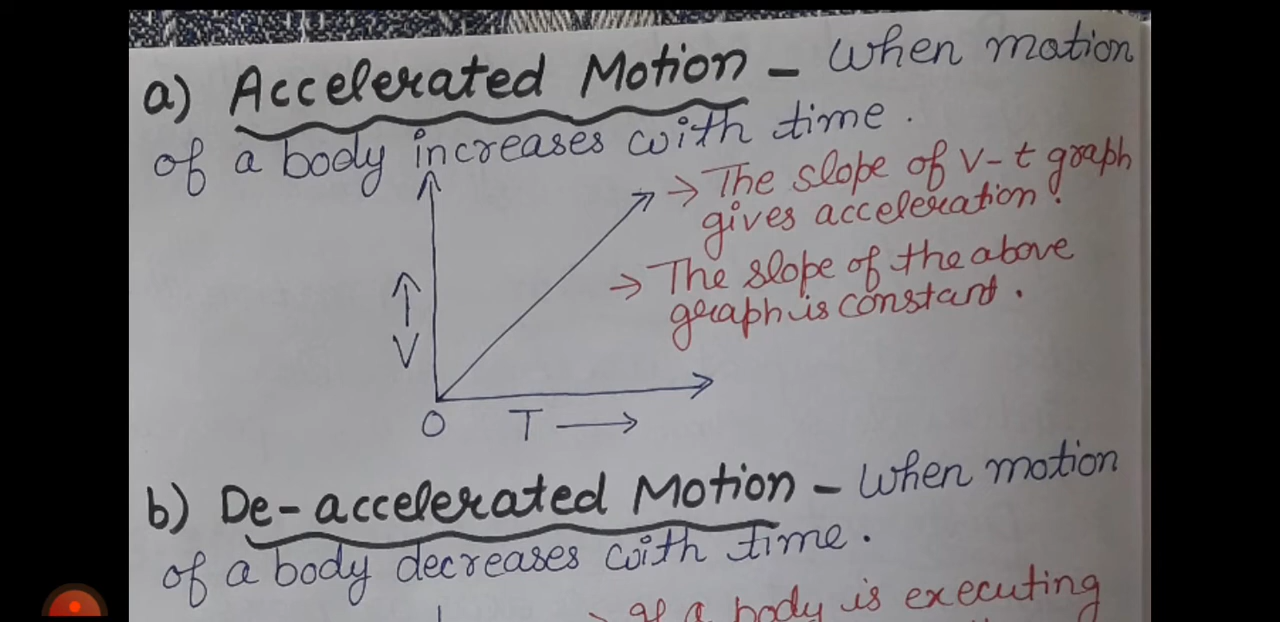 a) Accelerated Motion - When motion
of a body increases with time.
→ The slope of V-t graph
gives acceleration.
→ The slope of the above
graph is constant.
↑
V
O T →
b) De-accelerated Motion - When motion
of a body decreases with time.
a body is executing